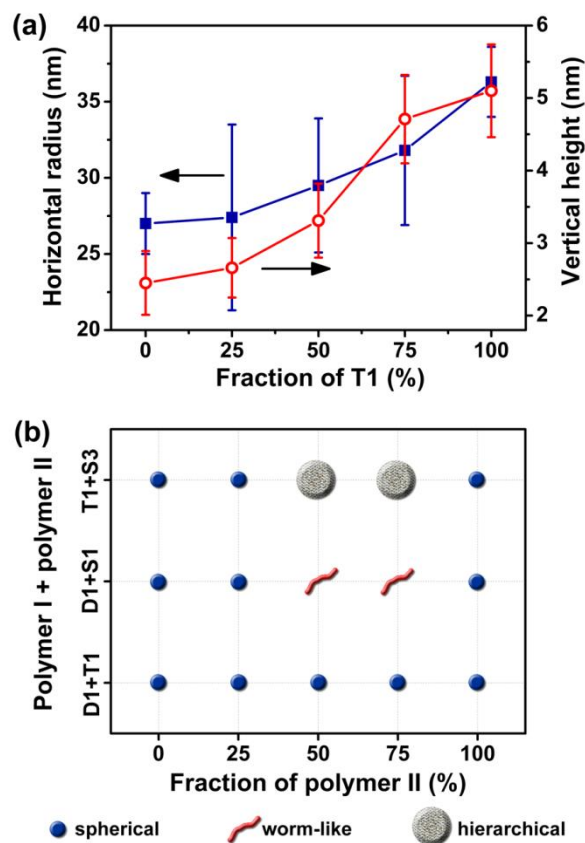 (a)
Horizontal radius (nm)
40
35
30
25
20
Vertical height (nm)
6
5
4
3
2
0 25 50 75 100
Fraction of T1 (%)
(b)
Polymer I + polymer II
T1+S3
D1+S1
D1+T1
0 25 50 75 100
Fraction of polymer II (%)
spherical worm-like hierarchical